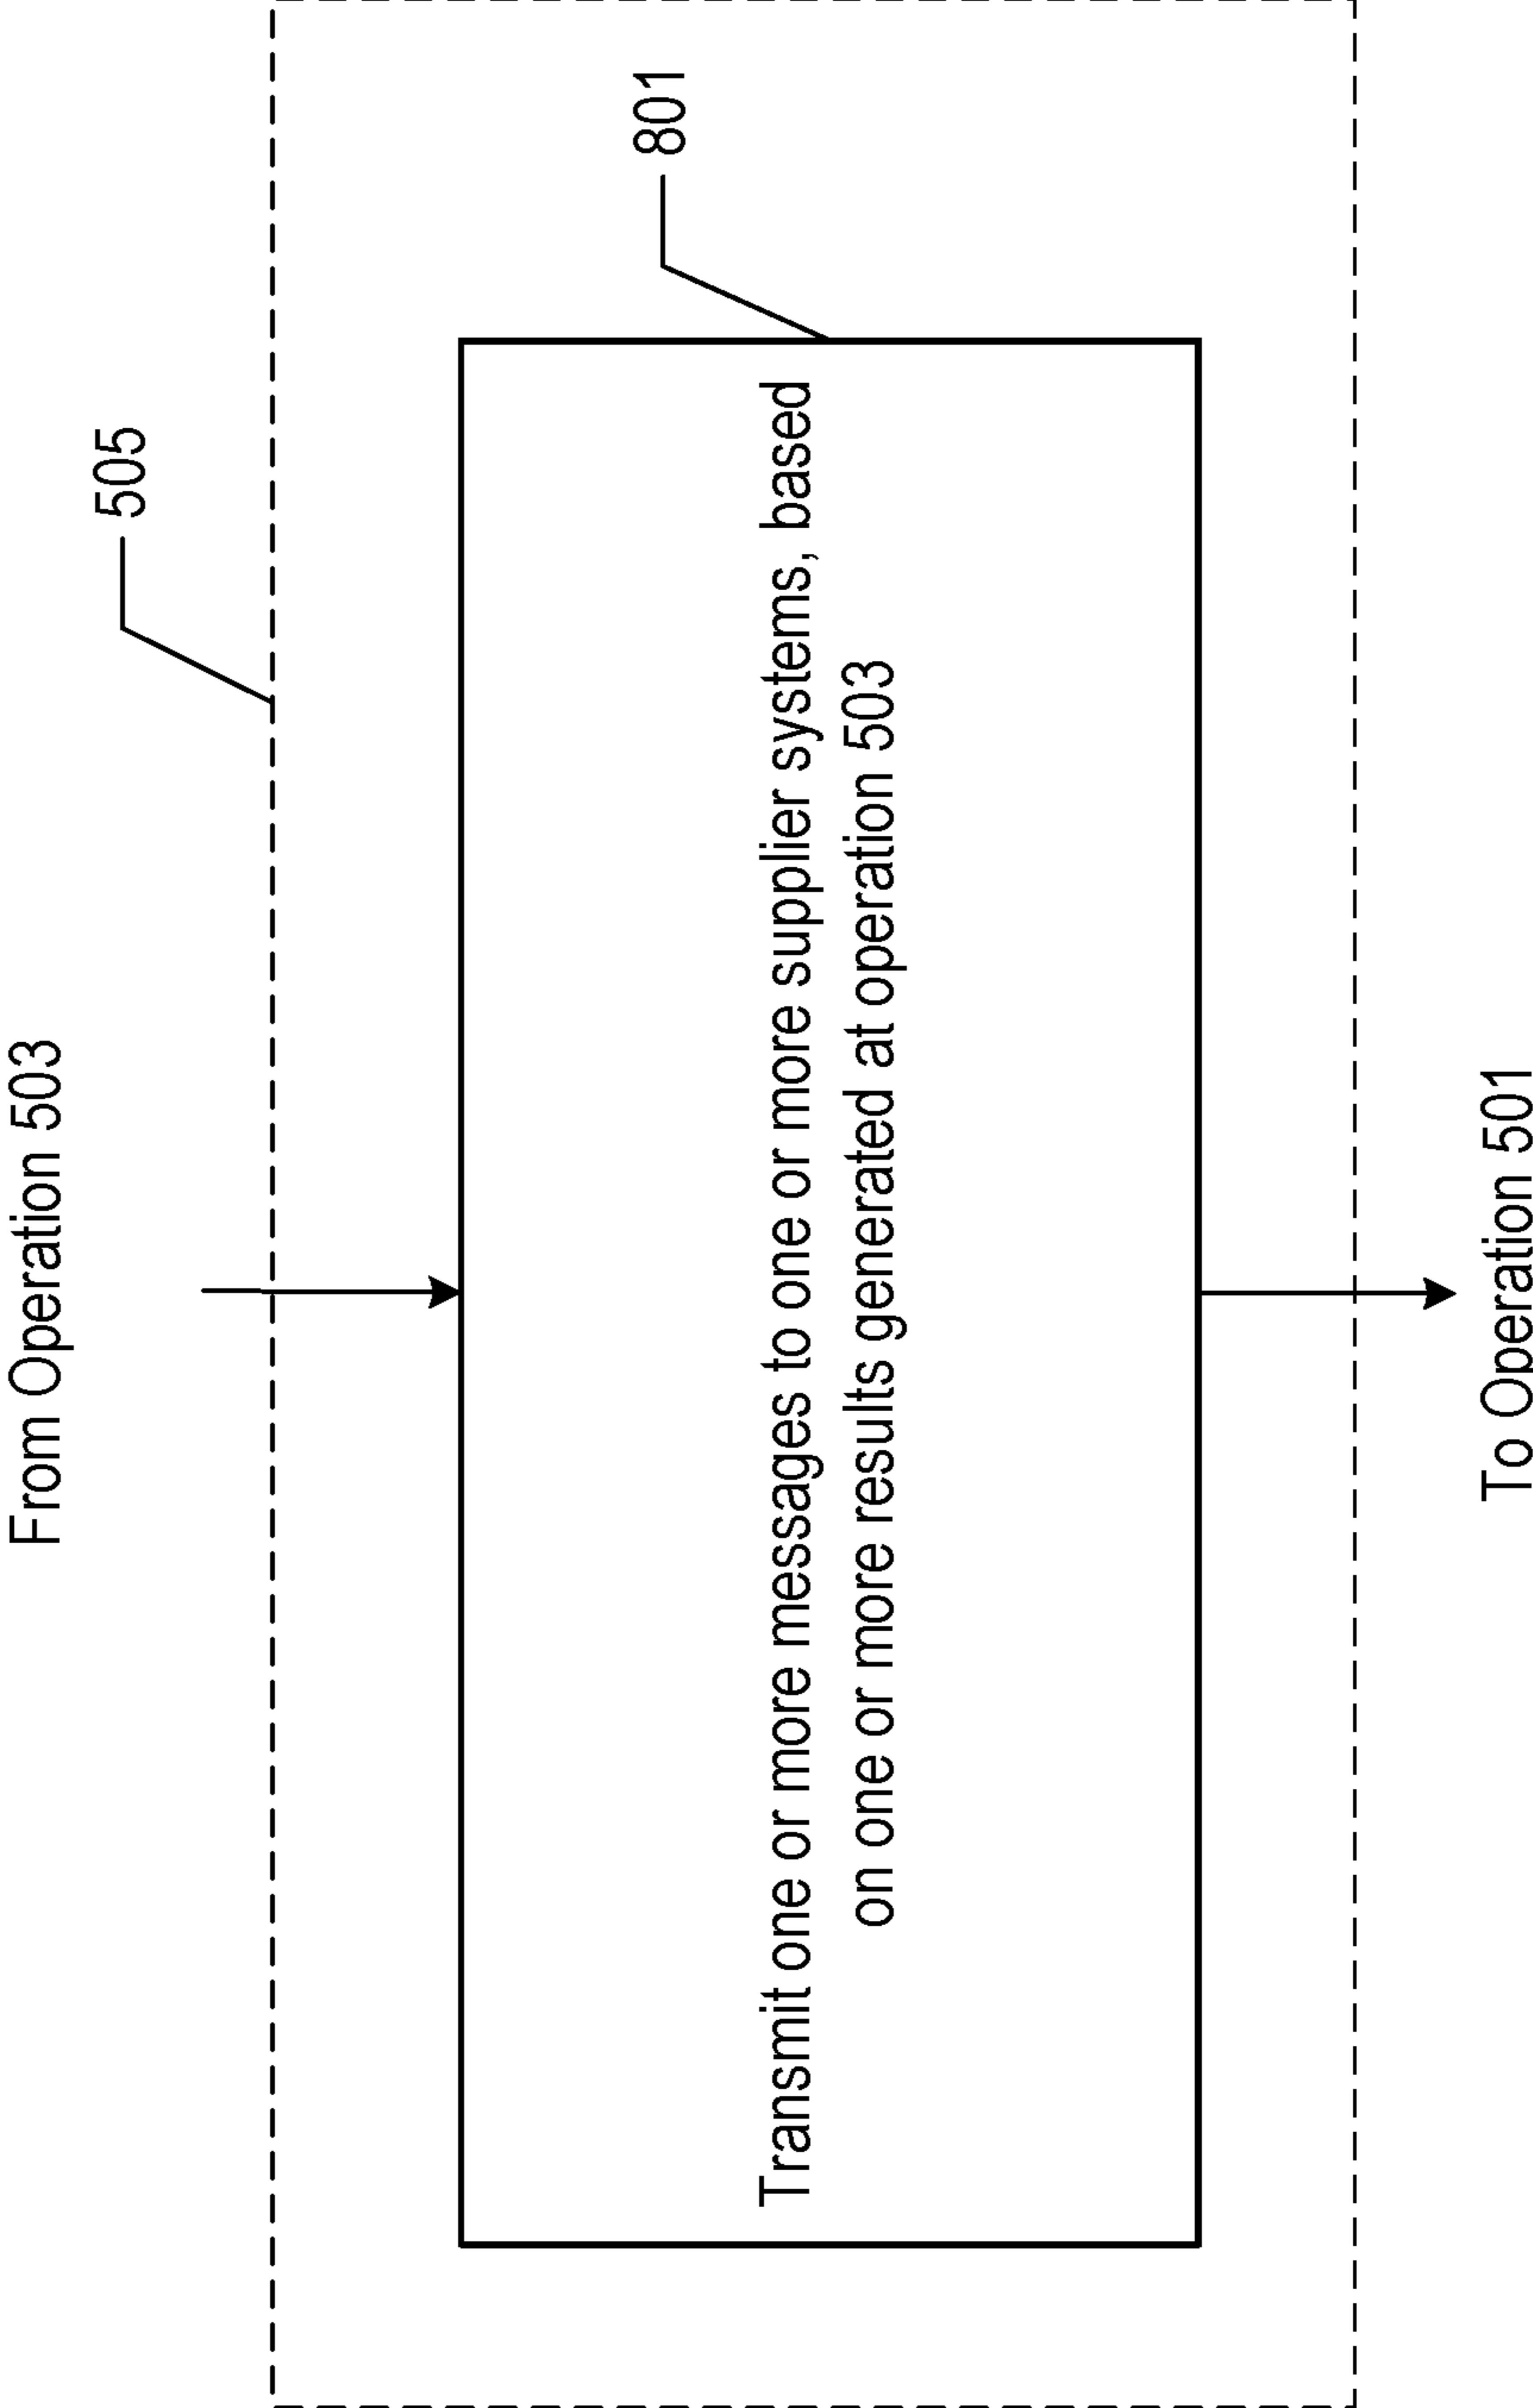 From Operation 503
505
801
Transmit one or more messages to one or more supplier systems, based
on one or more results generated at operation 503
To Operation 501